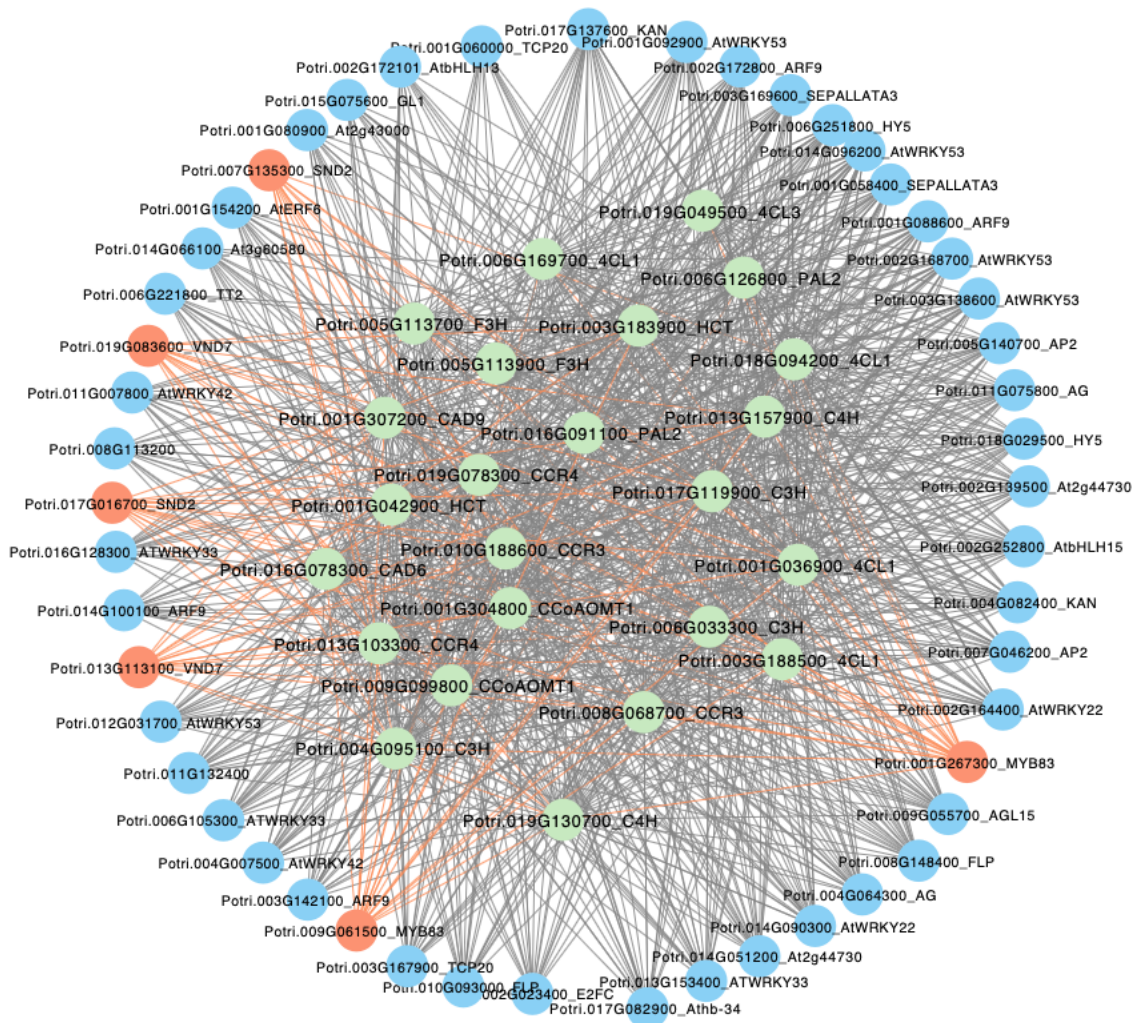 Potri.017G137600_KAN
Potri.001G092900_AtWRKY53
Potri.001G060000_TCP20
Potri.002G172101_AtbHLH13
Potri.002G172800_ARF9
Potri.003G169600_SEPALLATA3
Potri.015G075600_GL1
Potri.001G080900_At2g43000
Potri.006G251800_HY5
Potri.014G096200_AtWRKY53
Potri.007G135300_SND2
Potri.001G058400_SEPALLATA3
Potri.001G154200_AtERF6
Potri.019G049500_4CL3
Potri.001G088600_ARF9
Potri.014G066100_At3g60580
Potri.006G169700_4CL1
Potri.002G168700_AtWRKY53
Potri.006G126800_PAL2
Potri.006G221800_TT2
Potri.003G138600_AtWRKY53
Potri.005G113700_F3H
Potri.003G183900_HCT
Potri.019G083600_VND7
Potri.005G140700_AP2
Potri.005G113900_F3H
Potri.018G094200_4CL1
Potri.011G007800_AtWRKY42
Potri.011G075800_AG
Potri.001G307200_CAD9
Potri.013G157900_C4H
Potri.016G091100_PAL2
Potri.018G029500_HY5
Potri.008G113200
Potri.019G078300_CCR4
Potri.002G139500_At2g44730
Potri.017G119900_C3H
Potri.017G016700_SND2
Potri.001G042900_HCT
Potri.010G188600_CCR3
Potri.002G252800_AtbHLH15
Potri.016G128300_ATWRKY33
Potri.016G078300_CAD6
Potri.001G036900_4CL1
Potri.004G082400_KAN
Potri.014G100100_ARF9
Potri.001G304800_CCoAOMT1
Potri.006G033300_C3H
Potri.013G103300_CCR4
Potri.007G046200_AP2
Potri.003G188500_4CL1
Potri.013G113100_VND7
Potri.009G099800_CCoAOMT1
Potri.002G164400_AtWRKY22
Potri.008G068700_CCR3
Potri.012G031700_AtWRKY53
Potri.004G095100_C3H
Potri.001G267300_MYB83
Potri.011G132400
Potri.009G055700_AGL15
Potri.006G105300_ATWRKY33
Potri.019G130700_C4H
Potri.004G007500_AtWRKY42
Potri.008G148400_FLP
Potri.004G064300_AG
Potri.003G142100_ARF9
Potri.014G090300_AtWRKY22
Potri.009G061500_MYB83
Potri.014G051200_At2g44730
Potri.003G167900_TCP20
Potri.013G153400_ATWRKY33
Potri.010G093000_FLP
002G023400_E2FC
Potri.017G082900_Athb-34